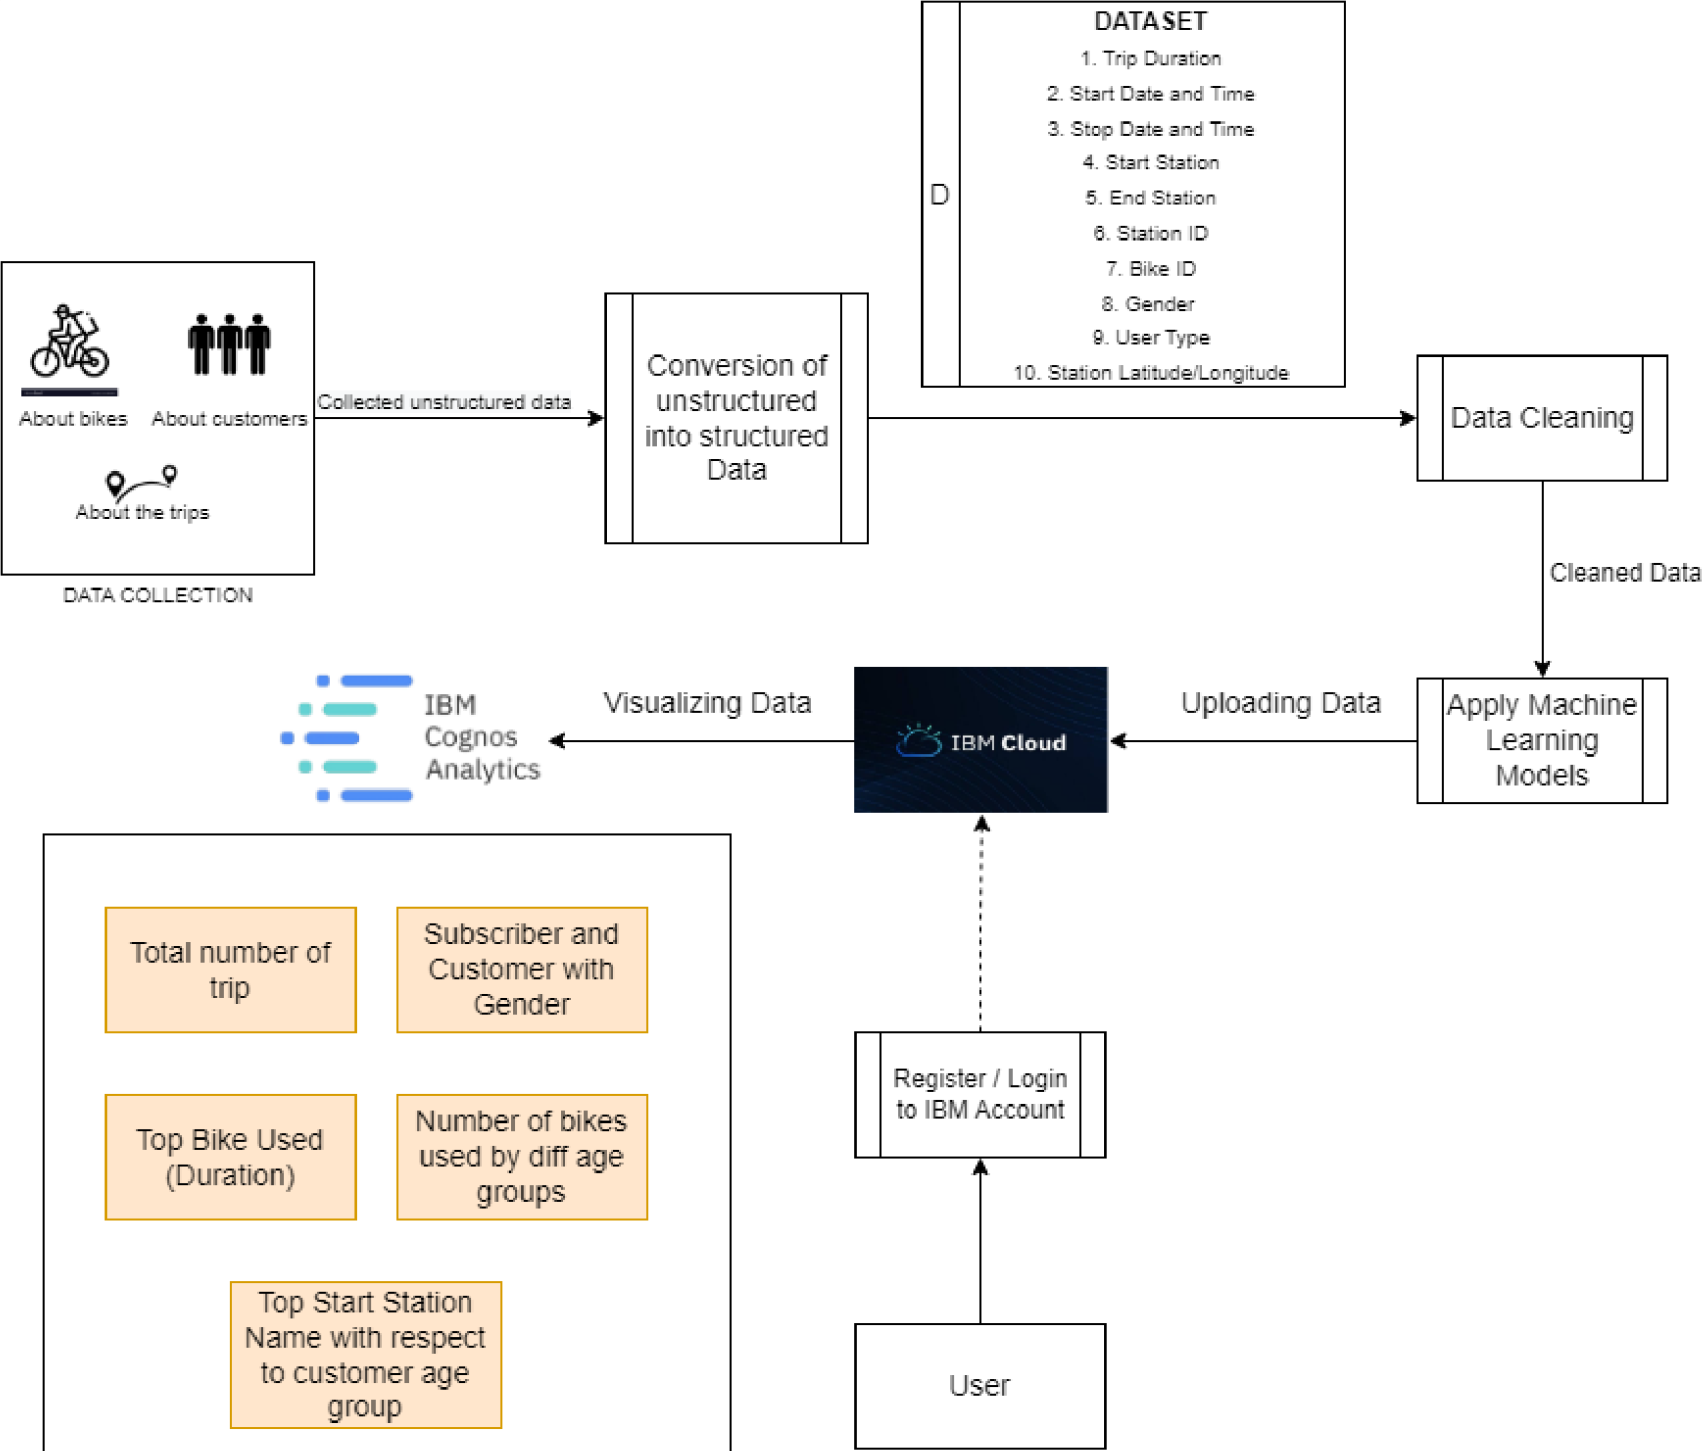 DATASET
1. Trip Duration
2. Start Date and Time
3. Stop Date and Time
4. Start Station
5. End Station
6. Station ID
7. Bike ID
8. Gender
9. User Type
10. Station Latitude/Longitude
D
About bikes
About customers
About the trips
DATA COLLECTION
Collected unstructured data
Conversion of
unstructured
into structured
Data
Data Cleaning
Cleaned Data
Apply Machine
Learning
Models
Uploading Data
IBM Cloud
Visualizing Data
IBM
Cognos
Analytics
Total number of
trip
Subscriber and
Customer with
Gender
Top Bike Used
(Duration)
Number of bikes
used by diff age
groups
Top Start Station
Name with respect
to customer age
group
Register / Login
to IBM Account
User